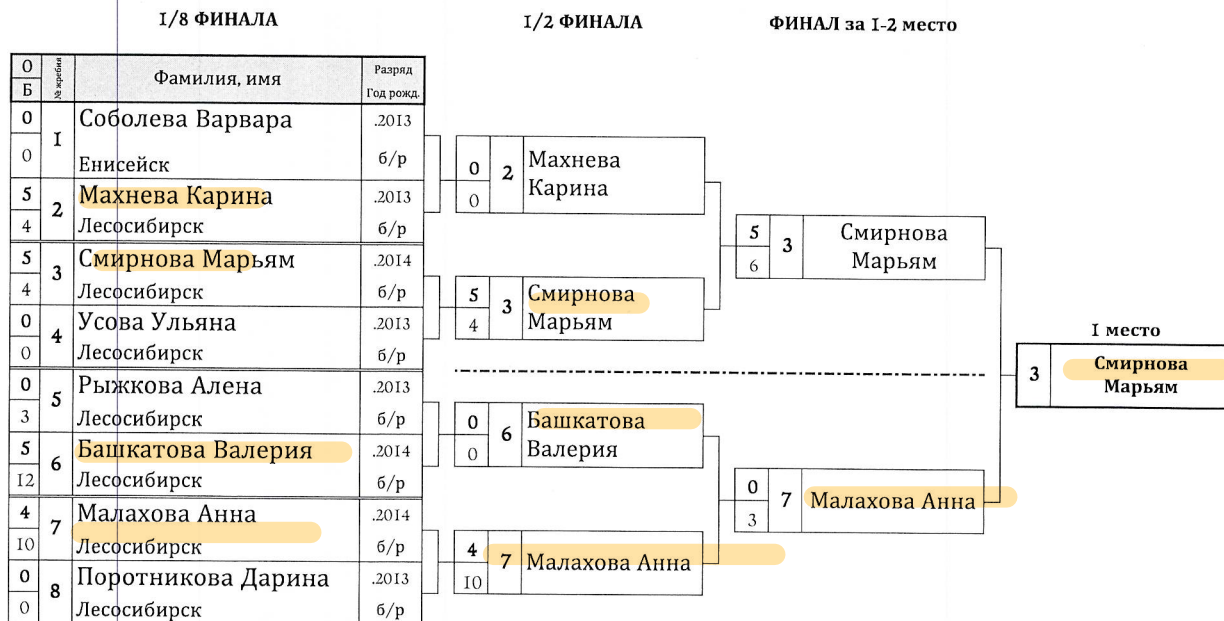 I/8 ФИНАЛА
I/2 ФИНАЛА
ФИНАЛ за I-2 место
О
Б
№ жребия
Фамилия, имя
Разряд
Год рожд.
0
0
I
Соболева Варвара
Енисейск
.2013
б/р
5
4
2
Махнева Карина
Лесосибирск
.2013
б/р
5
4
3
Смирнова Марьям
Лесосибирск
.2014
б/р
0
0
4
Усова Ульяна
Лесосибирск
.2013
б/р
0
3
5
Рыжкова Алена
Лесосибирск
.2013
б/р
5
I2
6
Башкатова Валерия
Лесосибирск
.2014
б/р
4
I0
7
Малахова Анна
Лесосибирск
.2014
б/р
0
0
8
Поротникова Дарина
Лесосибирск
.2013
б/р
0
0
2
Махнева
Карина
5
4
3
Смирнова
Марьям
0
0
6
Башкатова
Валерия
4
I0
7
Малахова Анна
5
6
3
Смирнова
Марьям
0
3
7
Малахова Анна
I место
3
Смирнова
Марьям